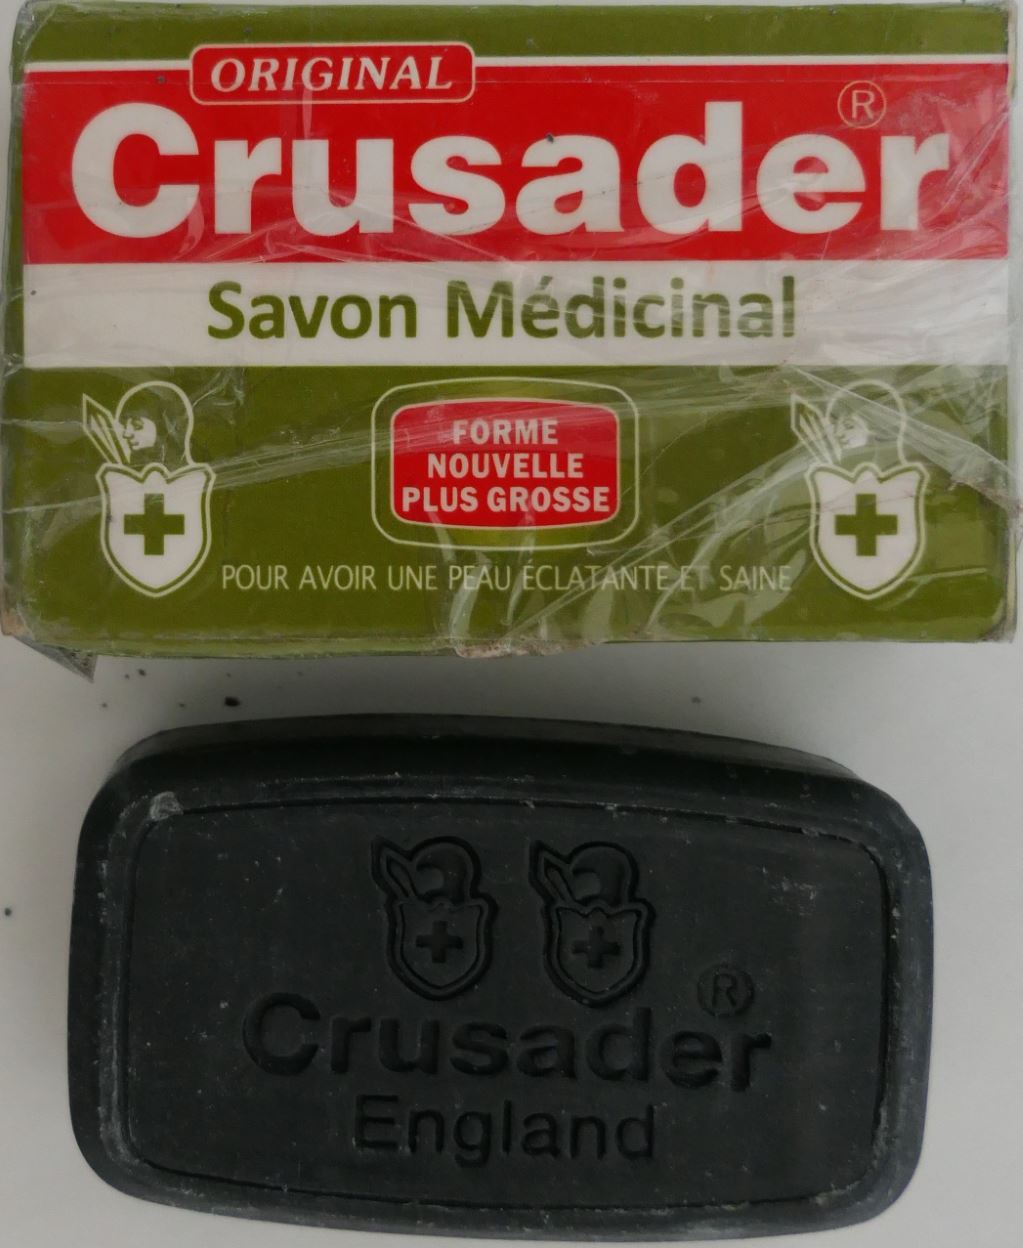 ORIGINAL
Crusader®
Savon Médicinal
FORME
NOUVELLE
PLUS GROSSE
POUR AVOIR UNE PEAU ÉCLATANTE ET SAINE
Crusader®
England